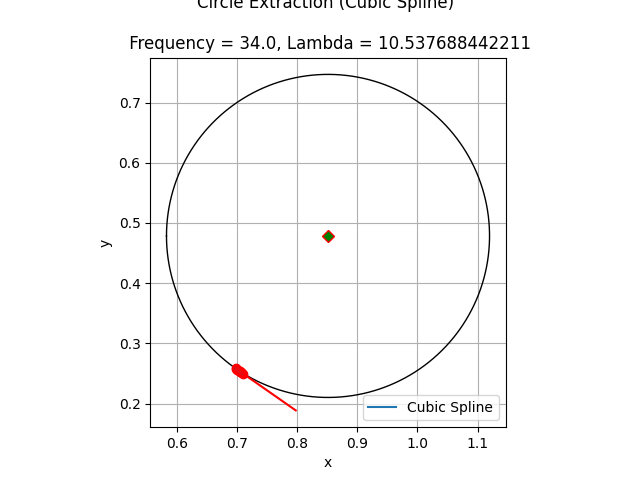 Circle Extraction (Cubic Spline)
Frequency = 34.0, Lambda = 10.537688442211
0.7
0.6
0.5
0.4
0.3
0.2
y
Cubic Spline
0.6 0.7 0.8 0.9 1.0 1.1
x